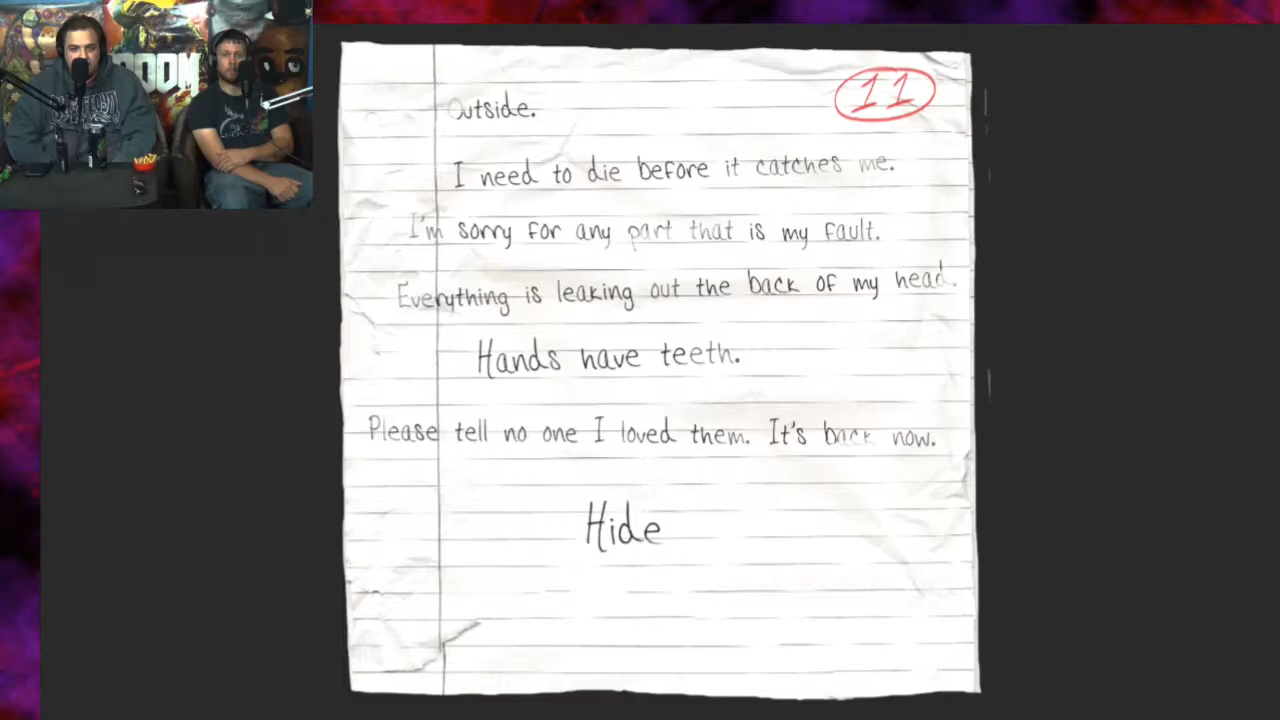 DOOM
11
Outside.
I need to die before it catches me.
I'm sorry for any part that is my fault.
Everything is leaking out the back of my head.
Hands have teeth.
Please tell no one I loved them. It's back now.
Hide